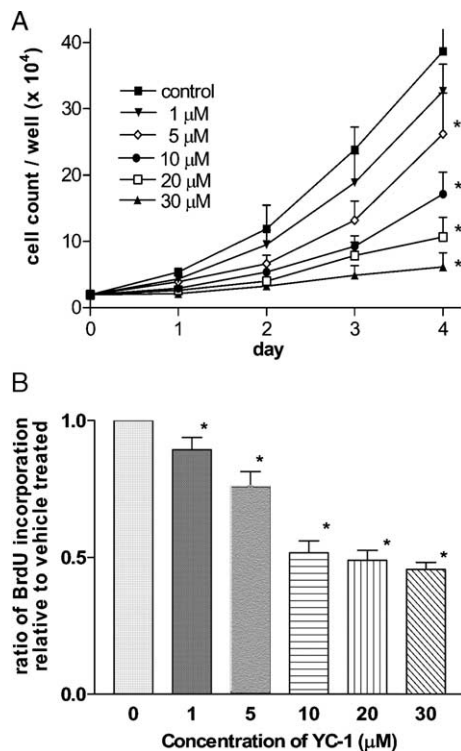 A
cell count / well (x 10⁴)
40
30
20
10
0
control
1 μM
5 μM
10 μM
20 μM
30 μM
*
*
*
*
0 1 2 3 4
day
B
ratio of BrdU incorporation
relative to vehicle treated
1.0
0.5
0.0
*
*
*
*
*
0 1 5 10 20 30
Concentration of YC-1 (μM)